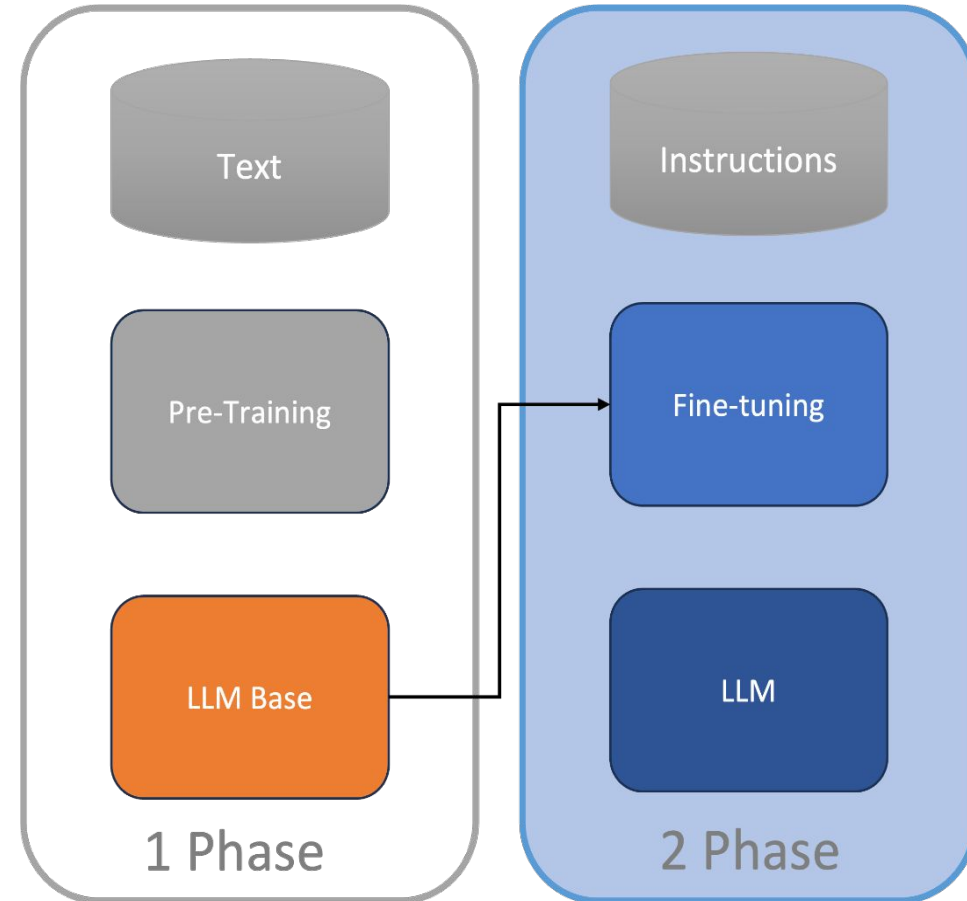 Text
Pre-Training
LLM Base
1 Phase
Instructions
Fine-tuning
LLM
2 Phase